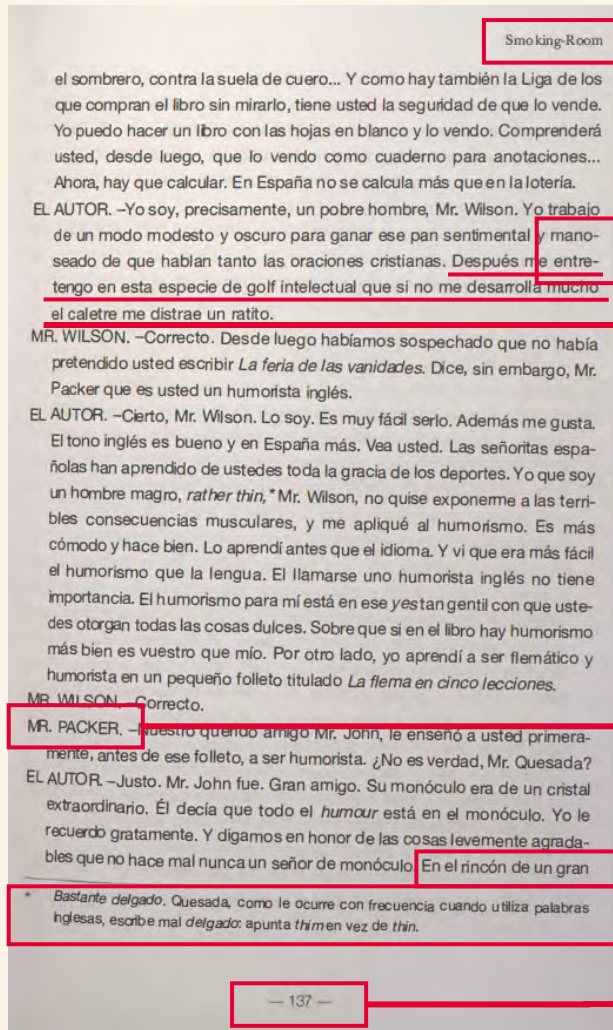 Smoking-Room
el sombrero, contra la suela de cuero... Y como hay también la Liga de los
que compran el libro sin mirarlo, tiene usted la seguridad de que lo vende.
Yo puedo hacer un libro con las hojas en blanco y lo vendo. Comprenderá
usted, desde luego, que lo vendo como cuaderno para anotaciones...
Ahora, hay que calcular. En España no se calcula más que en la lotería.
EL AUTOR. –Yo soy, precisamente, un pobre hombre, Mr. Wilson. Yo trabajo
de un modo modesto y oscuro para ganar ese pan sentimental y mano-
seado de que hablan tanto las oraciones cristianas. Después me entre-
tengo en esta especie de golf intelectual que si no me desarrolla mucho
el caletre me distrae un ratito.
MR. WILSON. –Correcto. Desde luego habíamos sospechado que no había
pretendido usted escribir La feria de las vanidades. Dice, sin embargo, Mr.
Packer que es usted un humorista inglés.
EL AUTOR. –Cierto, Mr. Wilson. Lo soy. Es muy fácil serlo. Además me gusta.
El tono inglés es bueno y en España más. Vea usted. Las señoritas espa-
ñolas han aprendido de ustedes toda la gracia de los deportes. Yo que soy
un hombre magro, rather thin,* Mr. Wilson, no quise exponerme a las terri-
bles consecuencias musculares, y me apliqué al humorismo. Es más
cómodo y hace bien. Lo aprendí antes que el idioma. Y vi que era más fácil
el humorismo que la lengua. El llamarse uno humorista inglés no tiene
importancia. El humorismo para mí está en ese yes tan gentil con que uste-
des otorgan todas las cosas dulces. Sobre que si en el libro hay humorismo
más bien es vuestro que mío. Por otro lado, yo aprendí a ser flemático y
humorista en un pequeño folleto titulado La flema en cinco lecciones.
MR. WILSON. –Correcto.
MR. PACKER. –Nuestro querido amigo Mr. John, le enseñó a usted primera-
mente, antes de ese folleto, a ser humorista. ¿No es verdad, Mr. Quesada?
EL AUTOR. –Justo. Mr. John fue. Gran amigo. Su monóculo era de un cristal
extraordinario. Él decía que todo el humour está en el monóculo. Yo le
recuerdo gratamente. Y digamos en honor de las cosas levemente agrada-
bles que no hace mal nunca un señor de monóculo. En el rincón de un gran
* Bastante delgado. Quesada, como le ocurre con frecuencia cuando utiliza palabras
inglesas, escribe mal delgado: apunta thim en vez de thin.
— 137 —